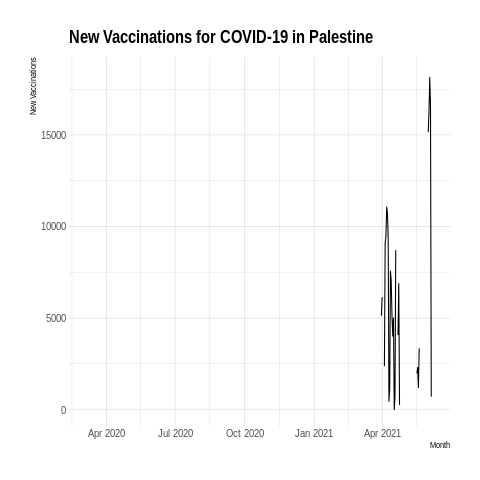 New Vaccinations for COVID-19 in Palestine
New Vaccinations
15000
10000
5000
0
Apr 2020 Jul 2020 Oct 2020 Jan 2021 Apr 2021
Month